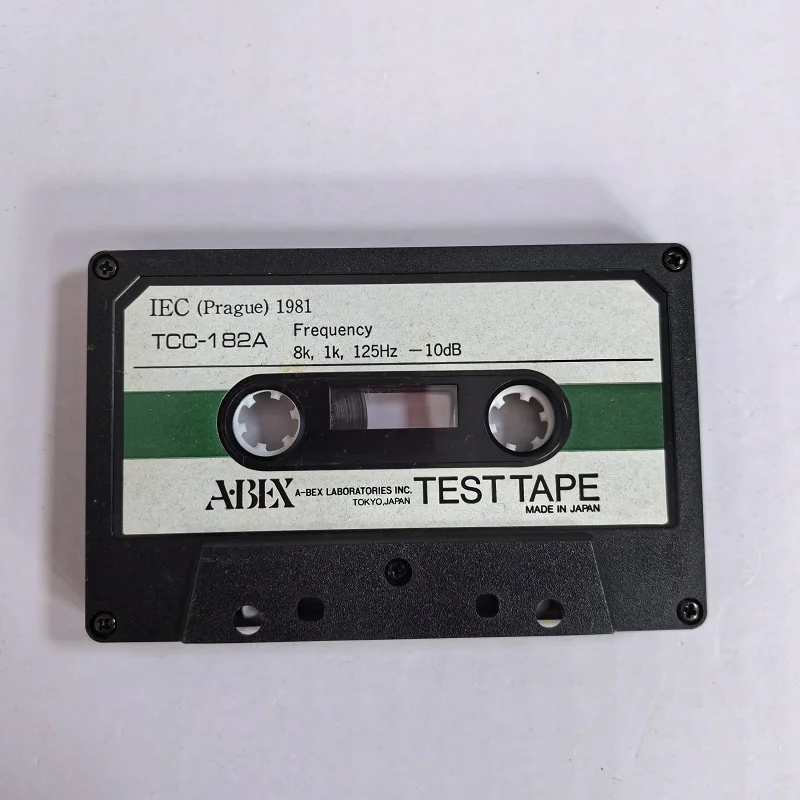 IEC (Prague) 1981
TCC-182A
Frequency
8k, 1k, 125Hz －10dB
A·BEX A-BEX LABORATORIES INC.
TOKYO,JAPAN
TEST TAPE
MADE IN JAPAN